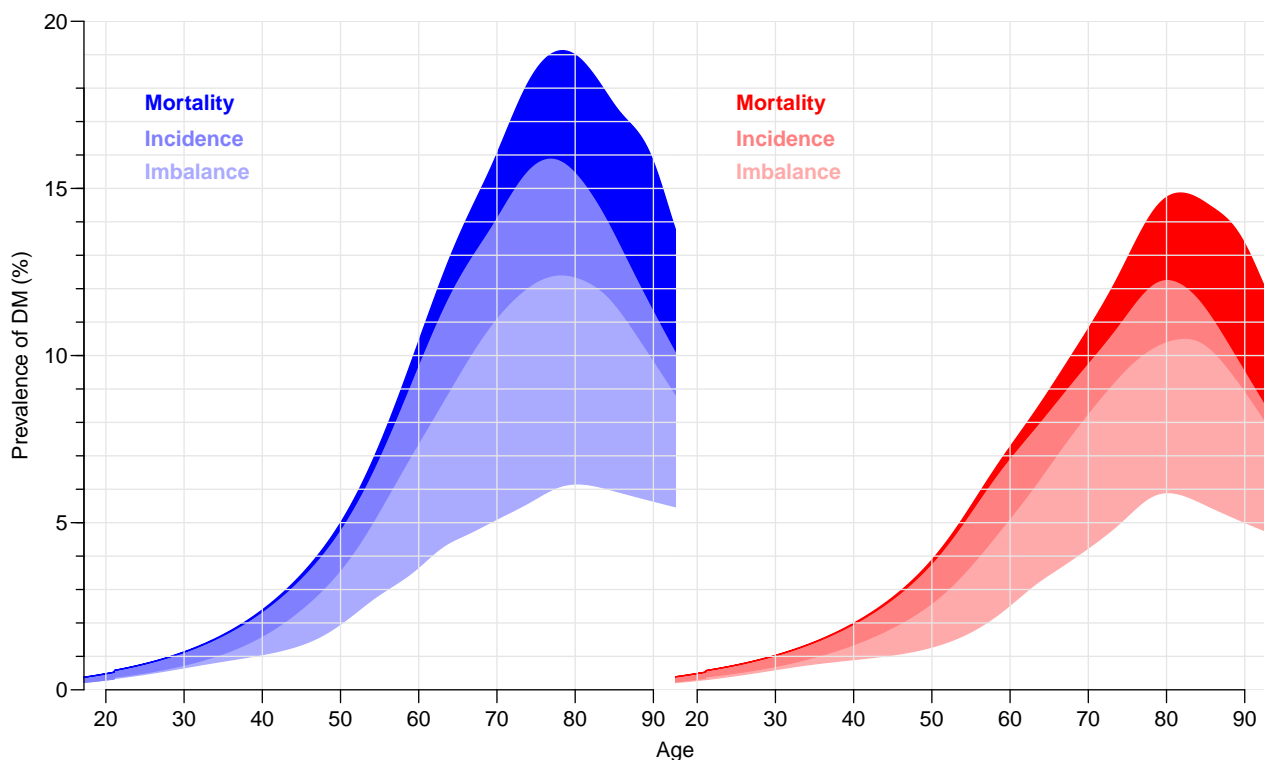 20
15
10
5
0
Prevalence of DM (%)
Mortality
Incidence
Imbalance
Mortality
Incidence
Imbalance
20 30 40 50 60 70 80 90 20 30 40 50 60 70 80 90
Age